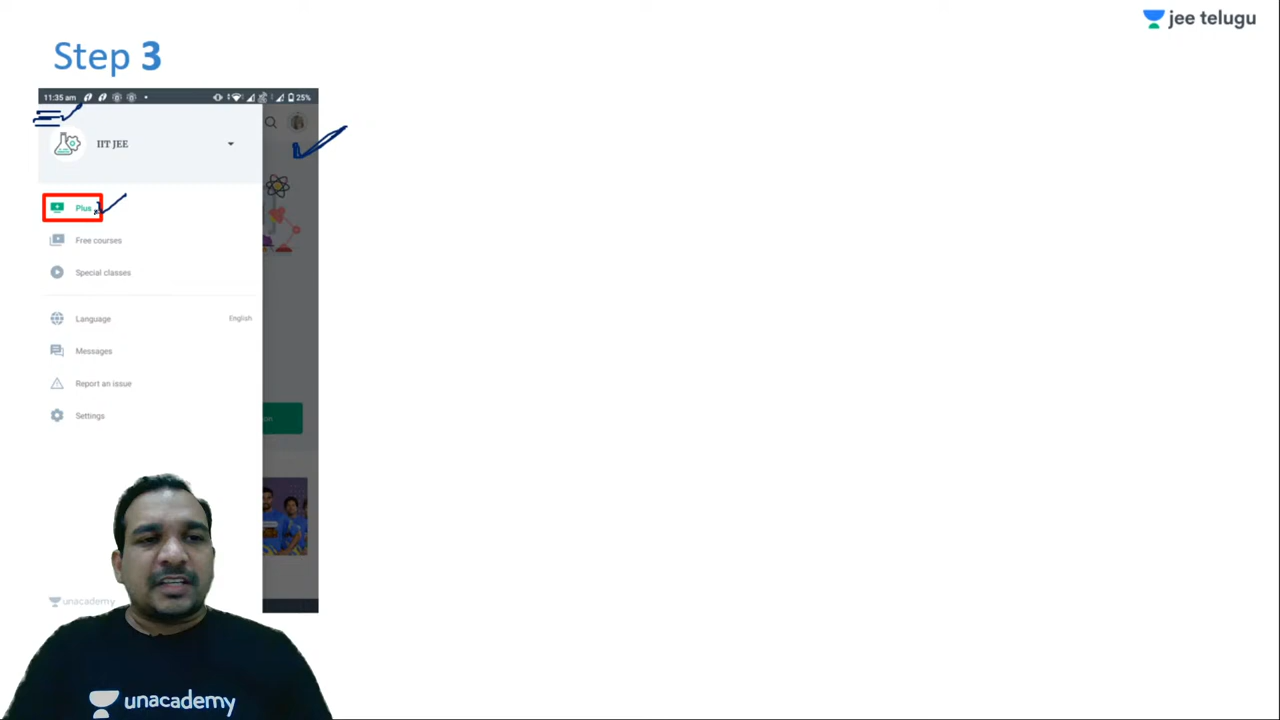 jee telugu
Step 3
11:35 am
25%
IIT JEE
Plus
Free courses
Special classes
Language English
Messages
Report an issue
Settings
unacademy
unacademy